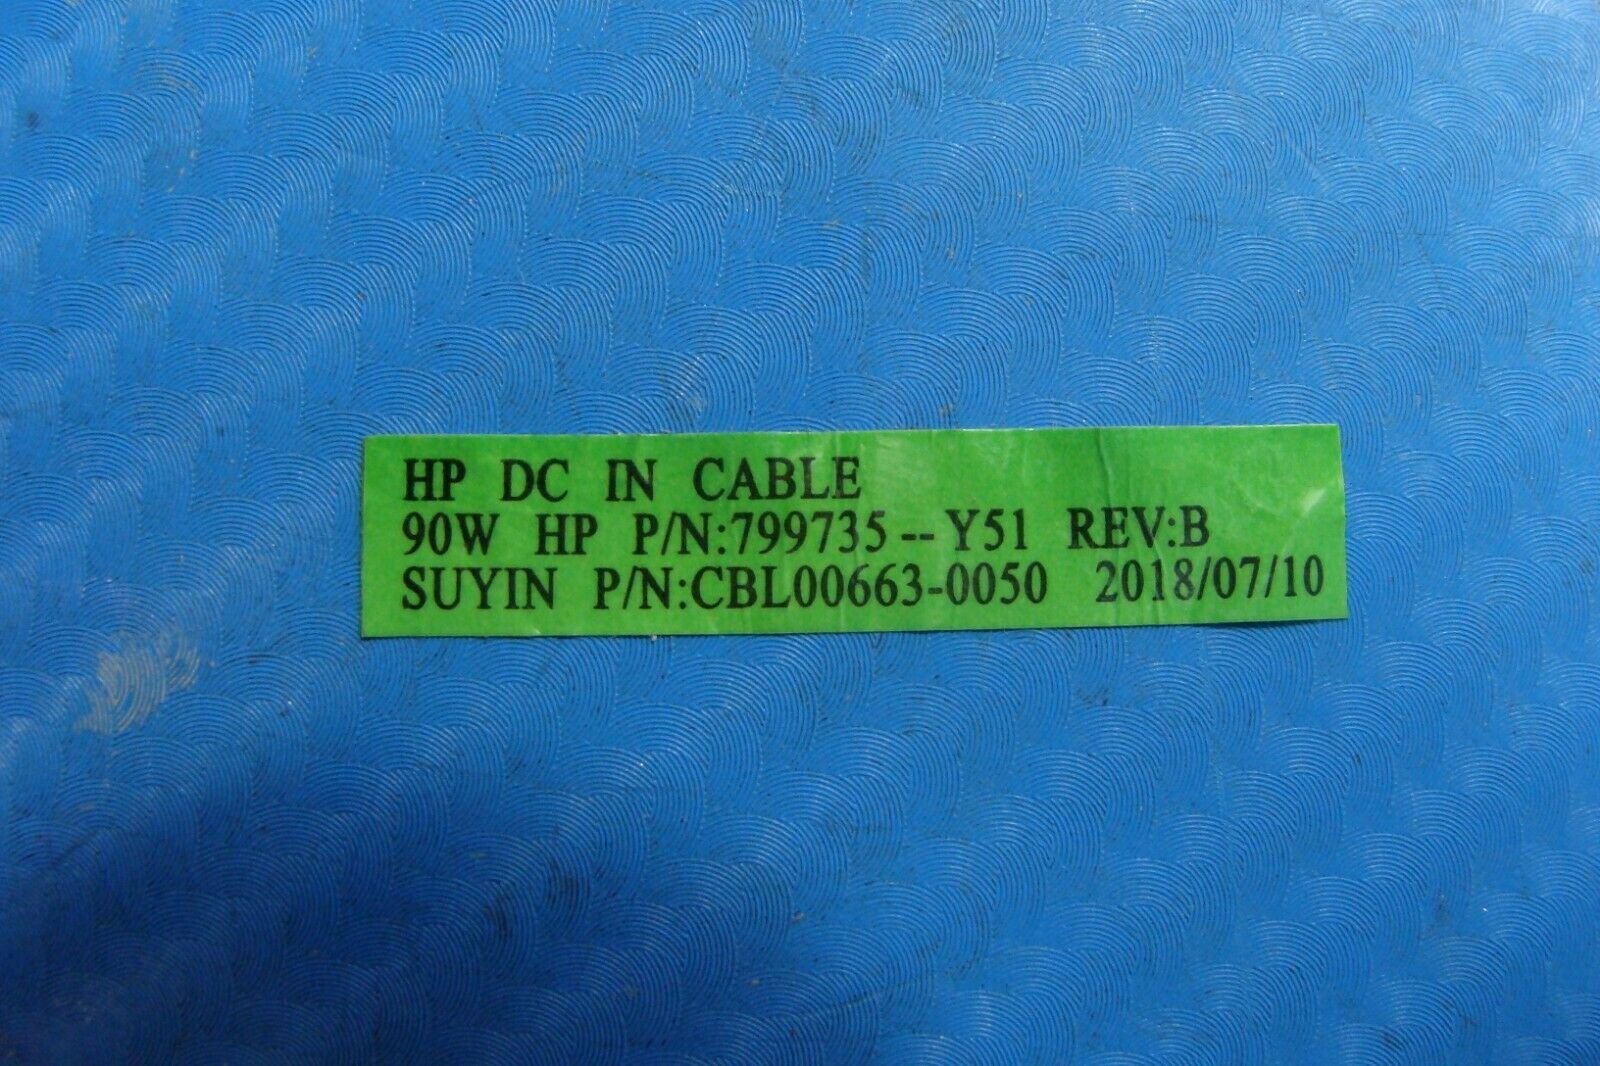 HP DC IN CABLE
90W HP P/N:799735--Y51 REV:B
SUYIN P/N:CBL00663-0050 2018/07/10